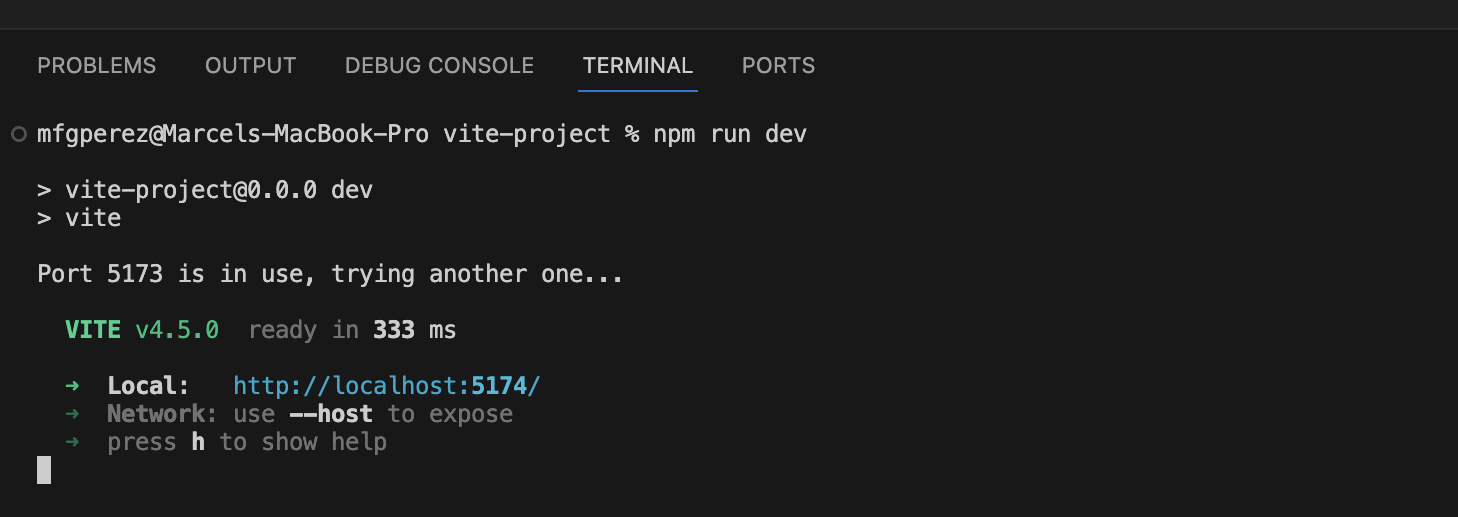 PROBLEMS OUTPUT DEBUG CONSOLE TERMINAL PORTS
mfgperez@Marcels-MacBook-Pro vite-project % npm run dev
> vite-project@0.0.0 dev
> vite
Port 5173 is in use, trying another one...
VITE v4.5.0 ready in 333 ms
➜ Local: http://localhost:5174/
➜ Network: use --host to expose
➜ press h to show help